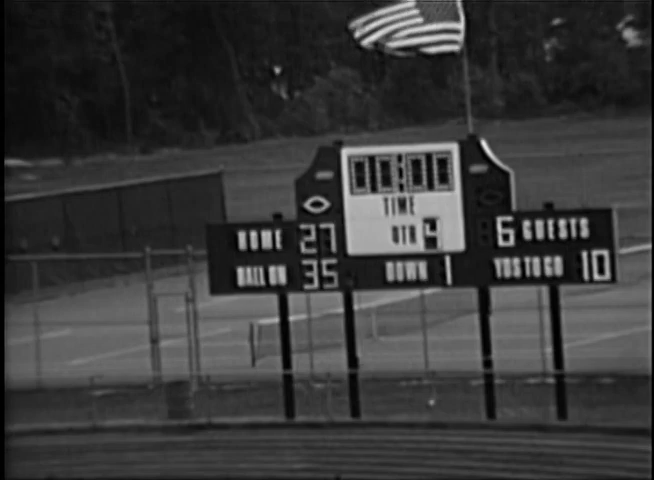 00:00
TIME
QTR 4
HOME 27
6 GUESTS
BALL ON 35
DOWN 1
YDS TO GO 10